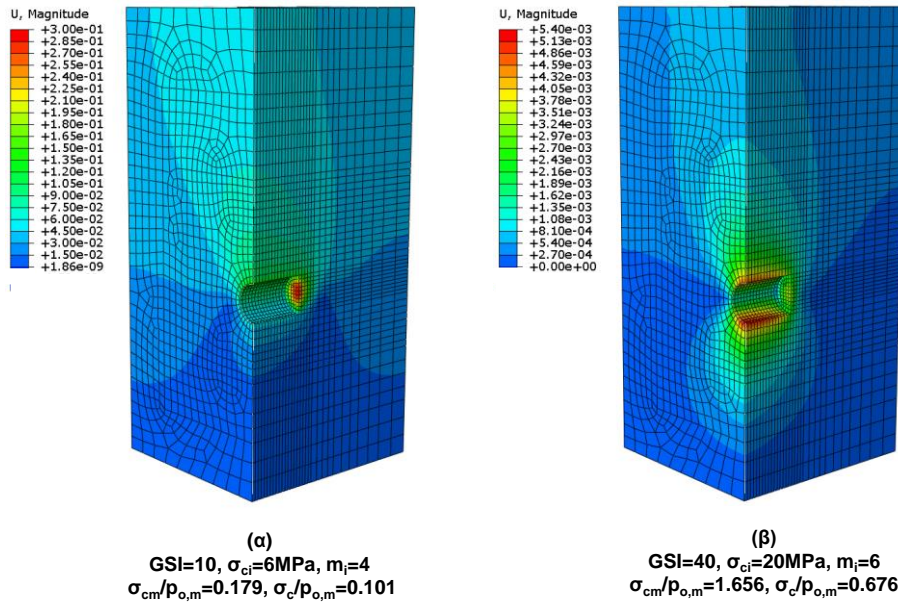 U, Magnitude
+3.00e-01
+2.85e-01
+2.70e-01
+2.55e-01
+2.40e-01
+2.25e-01
+2.10e-01
+1.95e-01
+1.80e-01
+1.65e-01
+1.50e-01
+1.35e-01
+1.20e-01
+1.05e-01
+9.00e-02
+7.50e-02
+6.00e-02
+4.50e-02
+3.00e-02
+1.50e-02
+1.86e-09
(α)
GSI=10, σci=6MPa, mi=4
σcm/po,m=0.179, σc/po,m=0.101
U, Magnitude
+5.40e-03
+5.13e-03
+4.86e-03
+4.59e-03
+4.32e-03
+4.05e-03
+3.78e-03
+3.51e-03
+3.24e-03
+2.97e-03
+2.70e-03
+2.43e-03
+2.16e-03
+1.89e-03
+1.62e-03
+1.35e-03
+1.08e-03
+8.10e-04
+5.40e-04
+2.70e-04
+0.00e+00
(β)
GSI=40, σci=20MPa, mi=6
σcm/po,m=1.656, σc/po,m=0.676